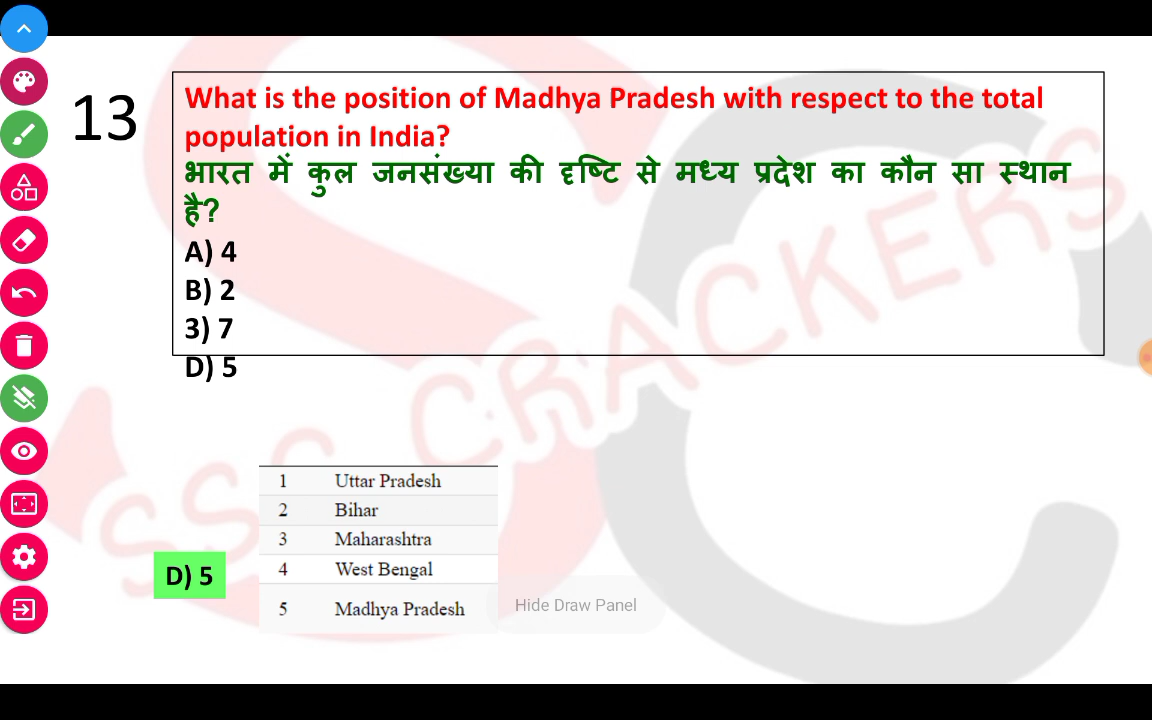 13
What is the position of Madhya Pradesh with respect to the total
population in India?
भारत में कुल जनसंख्या की दृष्टि से मध्य प्रदेश का कौन सा स्थान
है?
A) 4
B) 2
3) 7
D) 5
SSC CRACKERS
1 Uttar Pradesh
2 Bihar
3 Maharashtra
4 West Bengal
5 Madhya Pradesh
D) 5
Hide Draw Panel